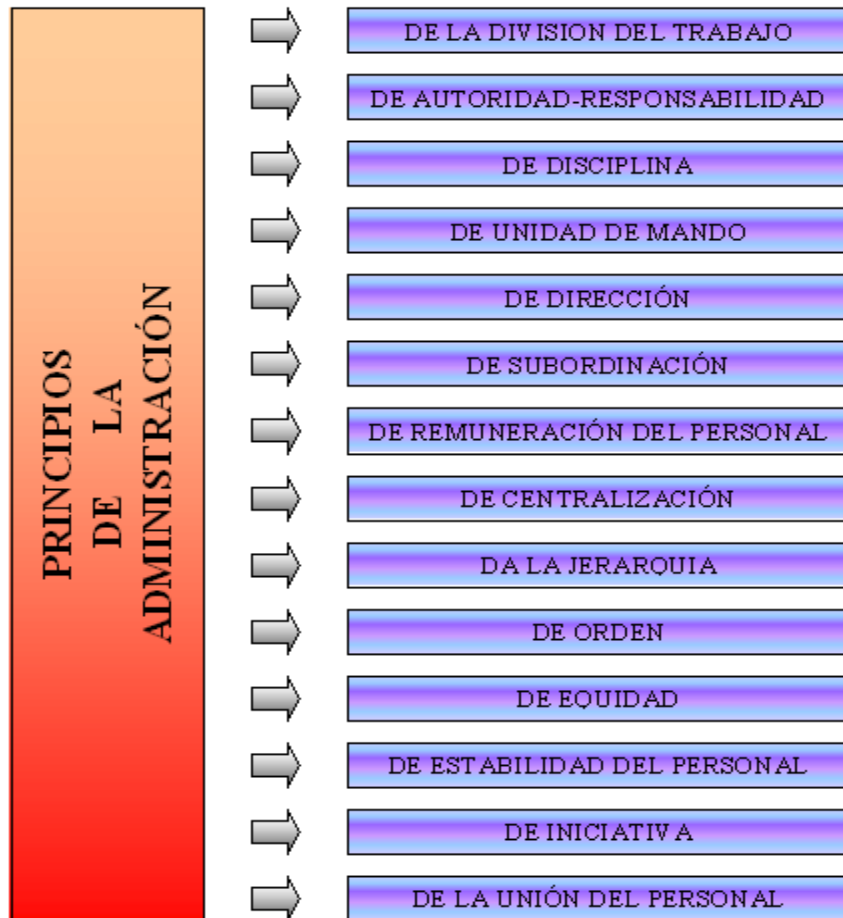 PRINCIPIOS
DE LA
ADMINISTRACIÓN
DE LA DIVISION DEL TRABAJO
DE AUTORIDAD-RESPONSABILIDAD
DE DISCIPLINA
DE UNIDAD DE MANDO
DE DIRECCIÓN
DE SUBORDINACIÓN
DE REMUNERACIÓN DEL PERSONAL
DE CENTRALIZACIÓN
DA LA JERARQUIA
DE ORDEN
DE EQUIDAD
DE ESTABILIDAD DEL PERSONAL
DE INICIATIVA
DE LA UNIÓN DEL PERSONAL